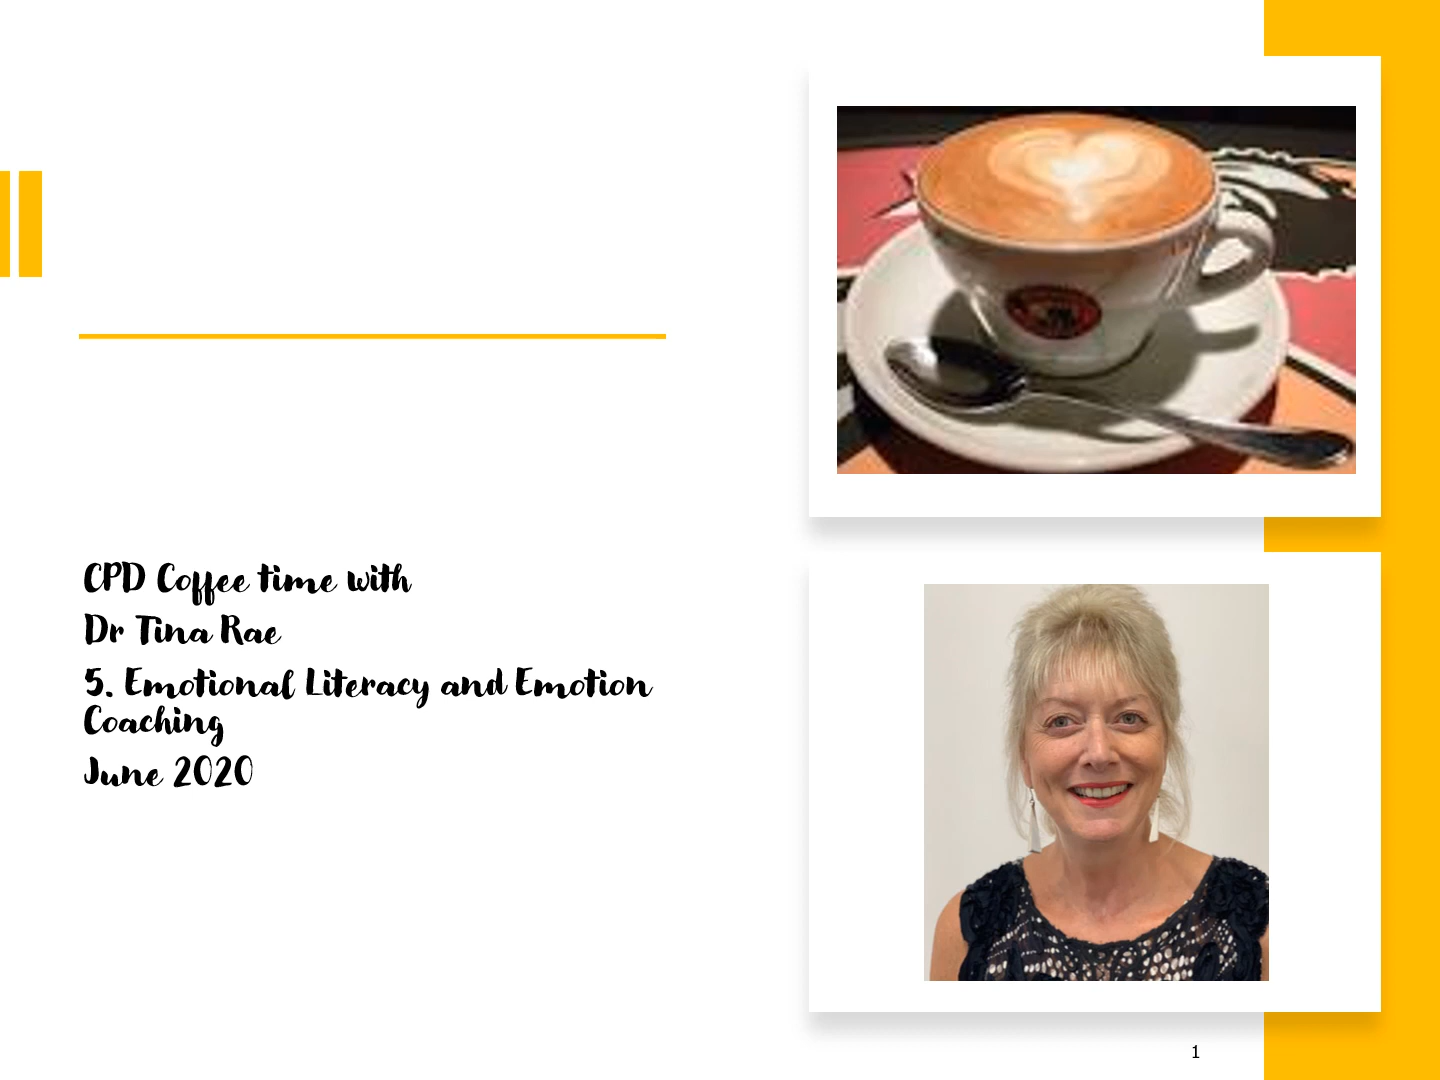 CPD Coffee time with
Dr Tina Rae
5. Emotional Literacy and Emotion
Coaching
June 2020
1